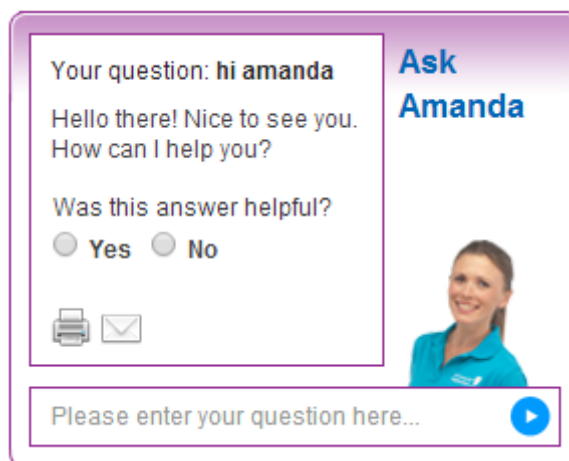 Your question: hi amanda
Hello there! Nice to see you.
How can I help you?
Was this answer helpful?
Yes No
Ask
Amanda
Please enter your question here...